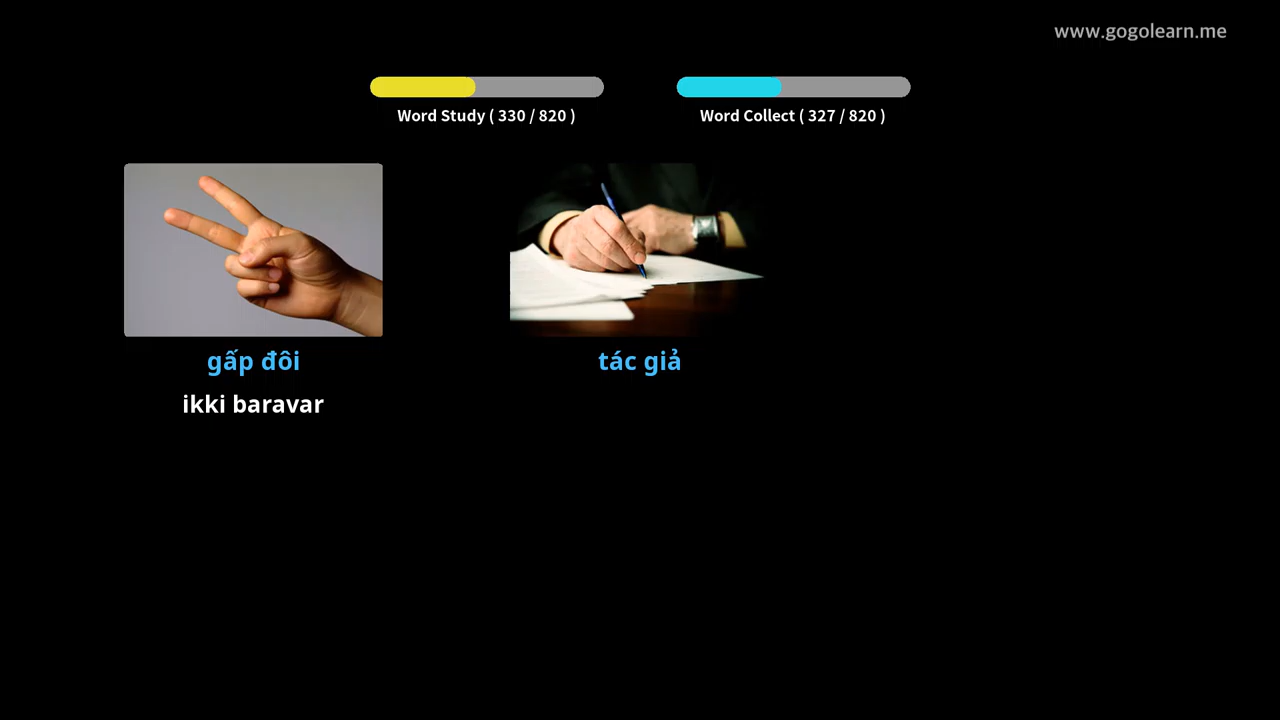 www.gogolearn.me
Word Study ( 330 / 820 )
Word Collect ( 327 / 820 )
gấp đôi
tác giả
ikki baravar